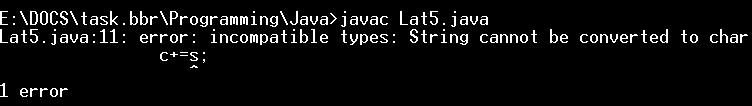 E:\DOCS\task.bbr\Programming\Java>javac Lat5.java
Lat5.java:11: error: incompatible types: String cannot be converted to char
                c+=s;
                   ^
1 error